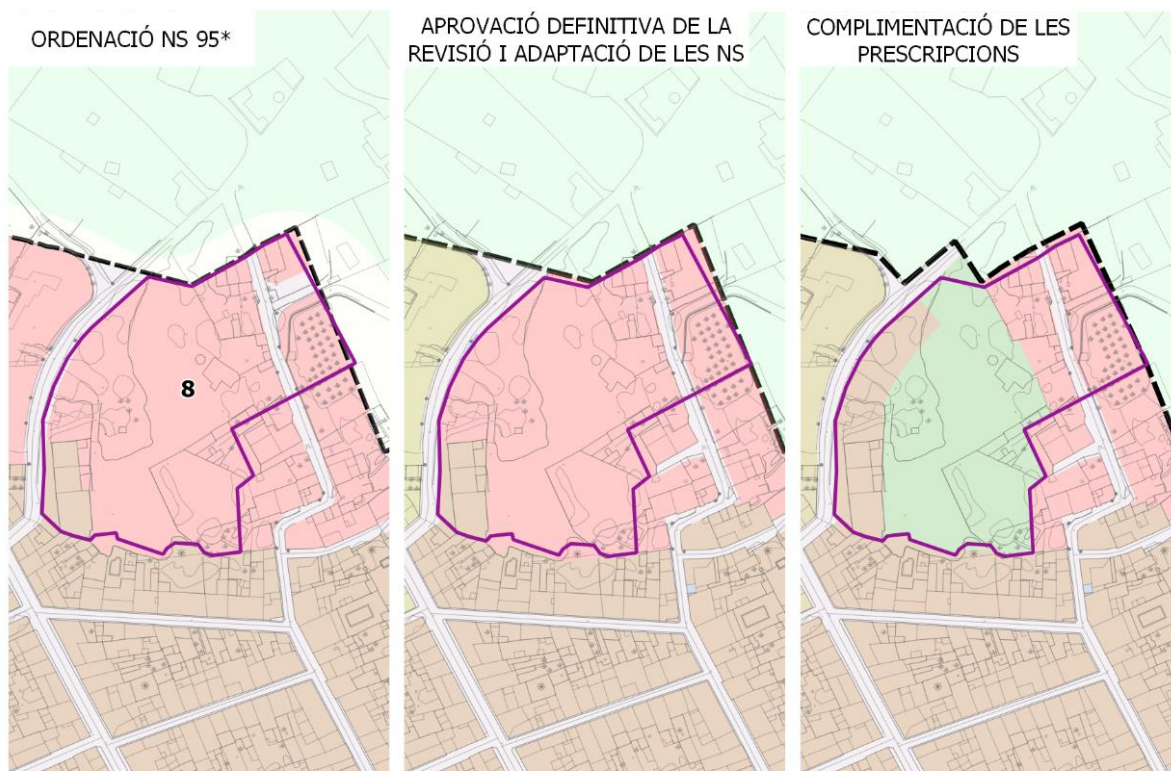 ORDENACIÓ NS 95*
APROVACIÓ DEFINITIVA DE LA
REVISIÓ I ADAPTACIÓ DE LES NS
COMPLIMENTACIÓ DE LES
PRESCRIPCIONS
8